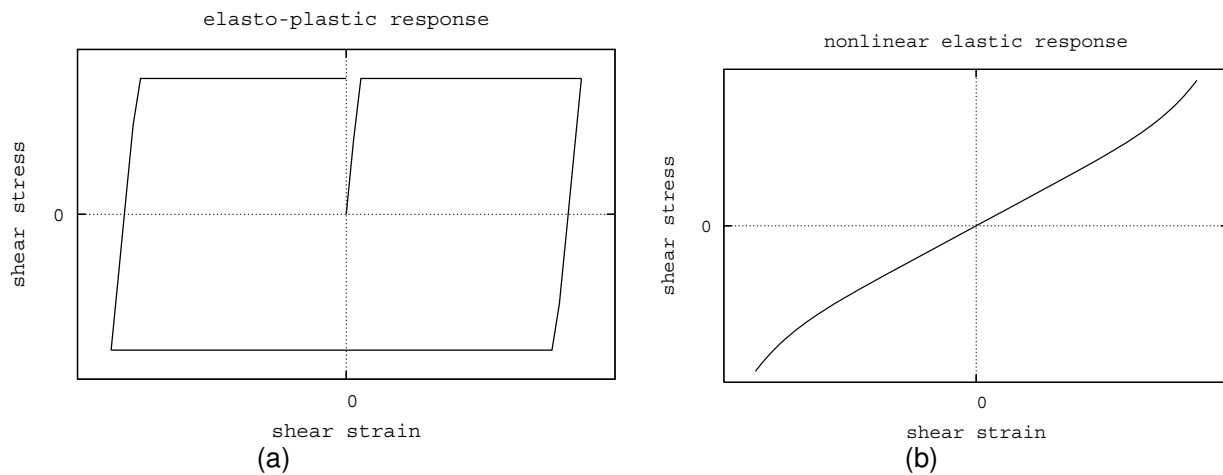 elasto-plastic response
shear stress
0
0
shear strain
(a)
nonlinear elastic response
shear stress
0
0
shear strain
(b)